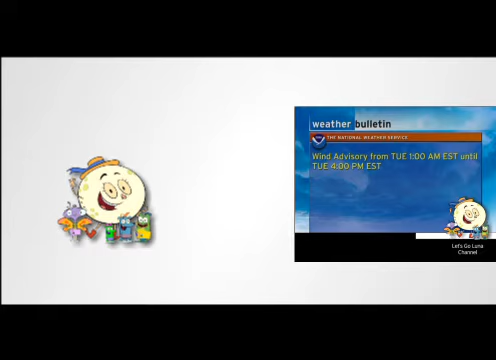 weather bulletin
THE NATIONAL WEATHER SERVICE
Wind Advisory from TUE 1:00 AM EST until
TUE 4:00 PM EST
Let's Go Luna
Channel